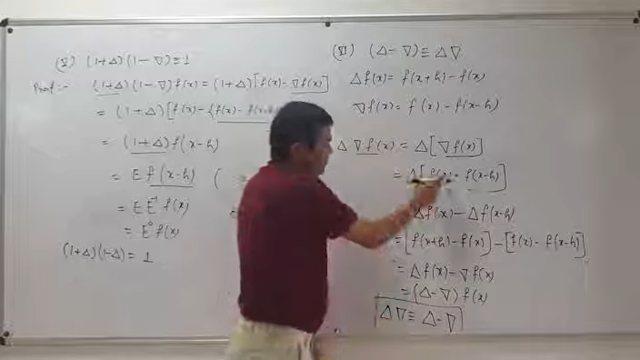 (V) (1+Δ)(1-∇)≡1
Proof:- (1+Δ)(1-∇)f(x) = (1+Δ)[f(x)-∇f(x)]
= (1+Δ)[f(x)-{f(x)-f(x-h)
= (1+Δ)f(x-h)
= E f(x-h) (
= EE⁻¹ f(x)
= E⁰ f(x)
(1+Δ)(1-Δ) = 1
(VI) (Δ-∇)≡Δ∇
Δf(x) = f(x+h)-f(x)
∇f(x) = f(x)-f(x-h)
Δ∇f(x) = Δ[∇f(x)]
= Δ[f(x)-f(x-h)]
Δf(x)-Δf(x-h)
= [f(x+h)-f(x)]-[f(x)-f(x-h)]
= Δf(x)-∇f(x)
= (Δ-∇)f(x)
Δ∇ ≡ Δ-∇